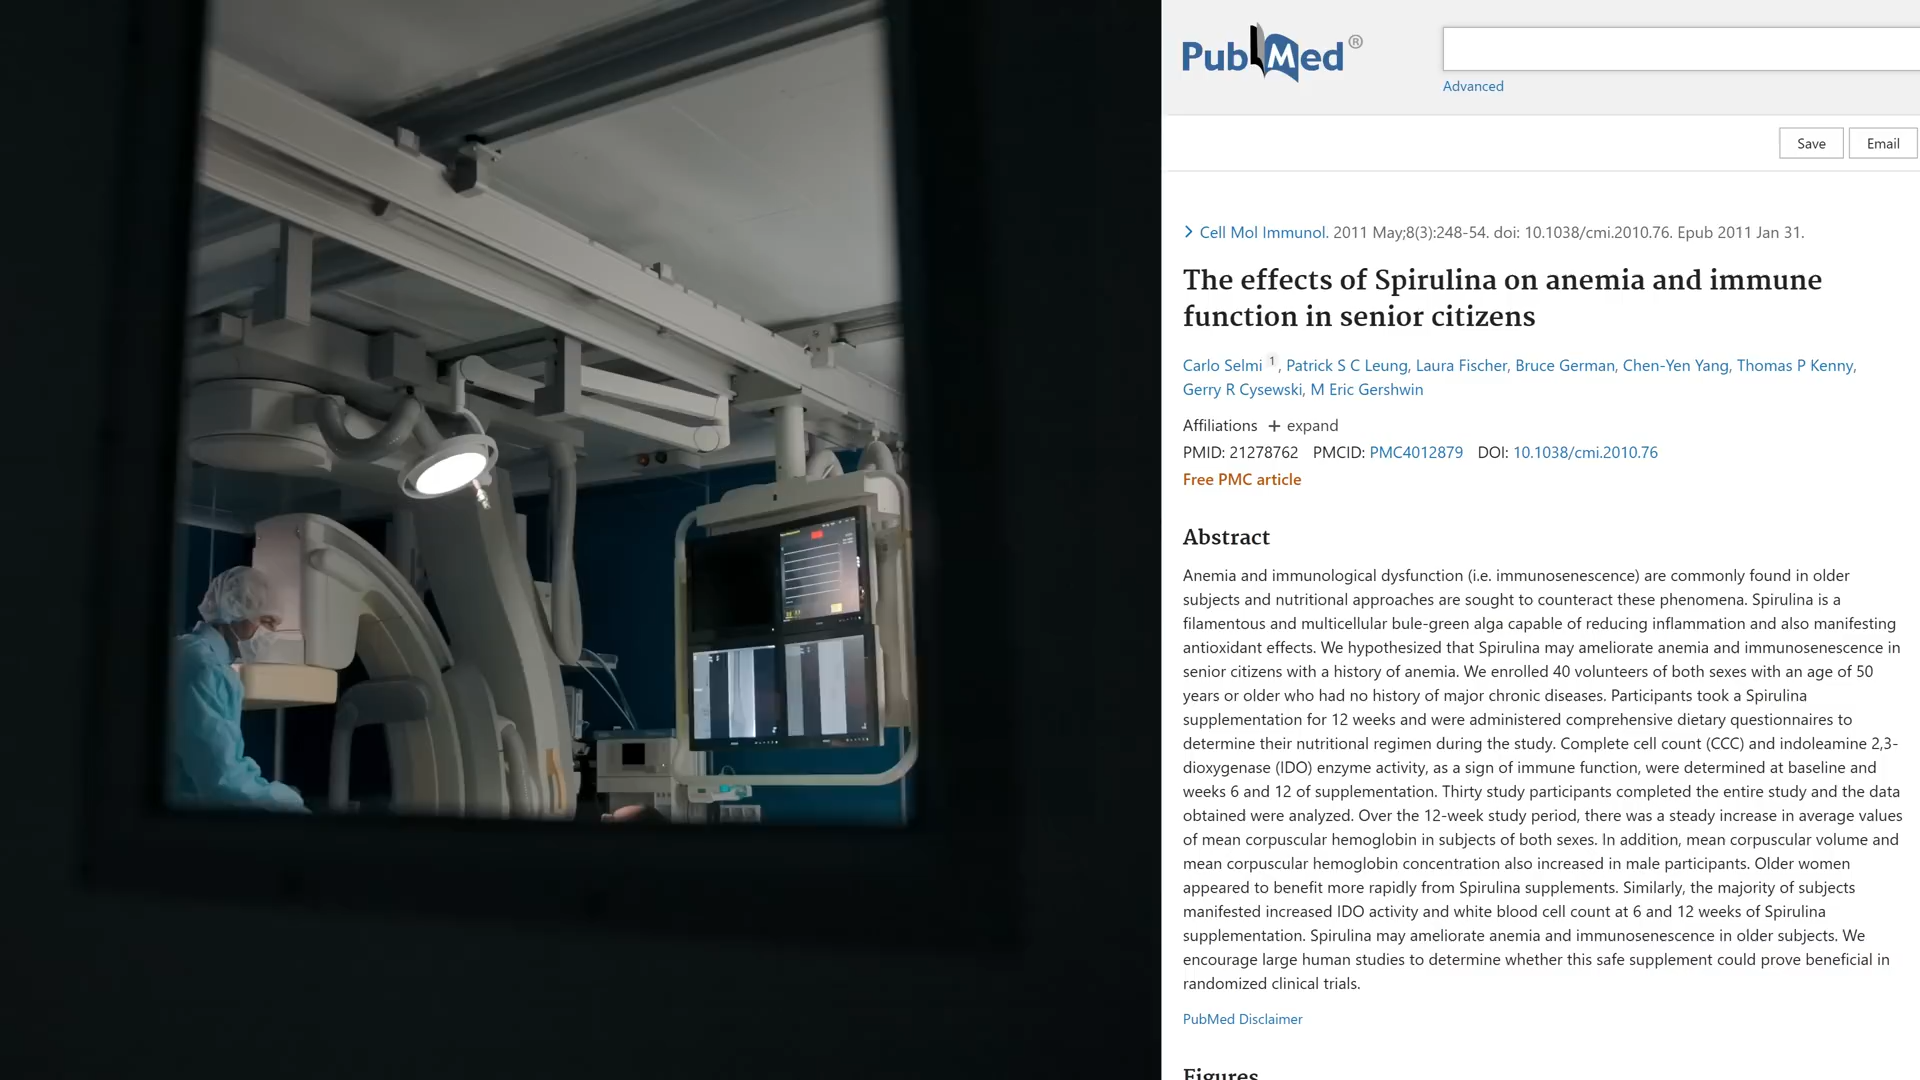 PubMed®
Advanced
Save
Email
Cell Mol Immunol. 2011 May;8(3):248-54. doi: 10.1038/cmi.2010.76. Epub 2011 Jan 31.
The effects of Spirulina on anemia and immune
function in senior citizens
Carlo Selmi 1, Patrick S C Leung, Laura Fischer, Bruce German, Chen-Yen Yang, Thomas P Kenny,
Gerry R Cysewski, M Eric Gershwin
Affiliations + expand
PMID: 21278762 PMCID: PMC4012879 DOI: 10.1038/cmi.2010.76
Free PMC article
Abstract
Anemia and immunological dysfunction (i.e. immunosenescence) are commonly found in older
subjects and nutritional approaches are sought to counteract these phenomena. Spirulina is a
filamentous and multicellular bule-green alga capable of reducing inflammation and also manifesting
antioxidant effects. We hypothesized that Spirulina may ameliorate anemia and immunosenescence in
senior citizens with a history of anemia. We enrolled 40 volunteers of both sexes with an age of 50
years or older who had no history of major chronic diseases. Participants took a Spirulina
supplementation for 12 weeks and were administered comprehensive dietary questionnaires to
determine their nutritional regimen during the study. Complete cell count (CCC) and indoleamine 2,3-
dioxygenase (IDO) enzyme activity, as a sign of immune function, were determined at baseline and
weeks 6 and 12 of supplementation. Thirty study participants completed the entire study and the data
obtained were analyzed. Over the 12-week study period, there was a steady increase in average values
of mean corpuscular hemoglobin in subjects of both sexes. In addition, mean corpuscular volume and
mean corpuscular hemoglobin concentration also increased in male participants. Older women
appeared to benefit more rapidly from Spirulina supplements. Similarly, the majority of subjects
manifested increased IDO activity and white blood cell count at 6 and 12 weeks of Spirulina
supplementation. Spirulina may ameliorate anemia and immunosenescence in older subjects. We
encourage large human studies to determine whether this safe supplement could prove beneficial in
randomized clinical trials.
PubMed Disclaimer
Figures